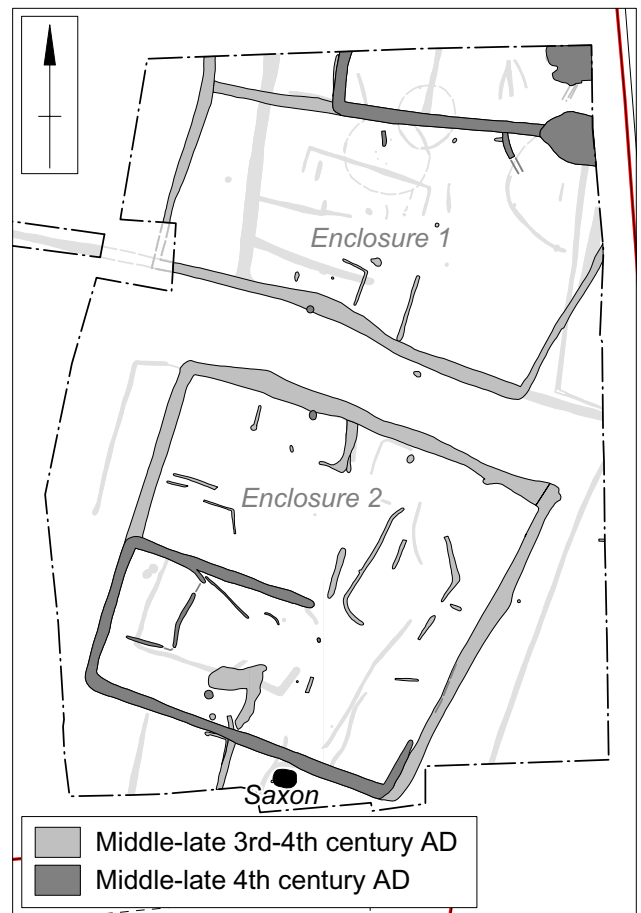 Enclosure 1
Enclosure 2
Saxon
Middle-late 3rd-4th century AD
Middle-late 4th century AD